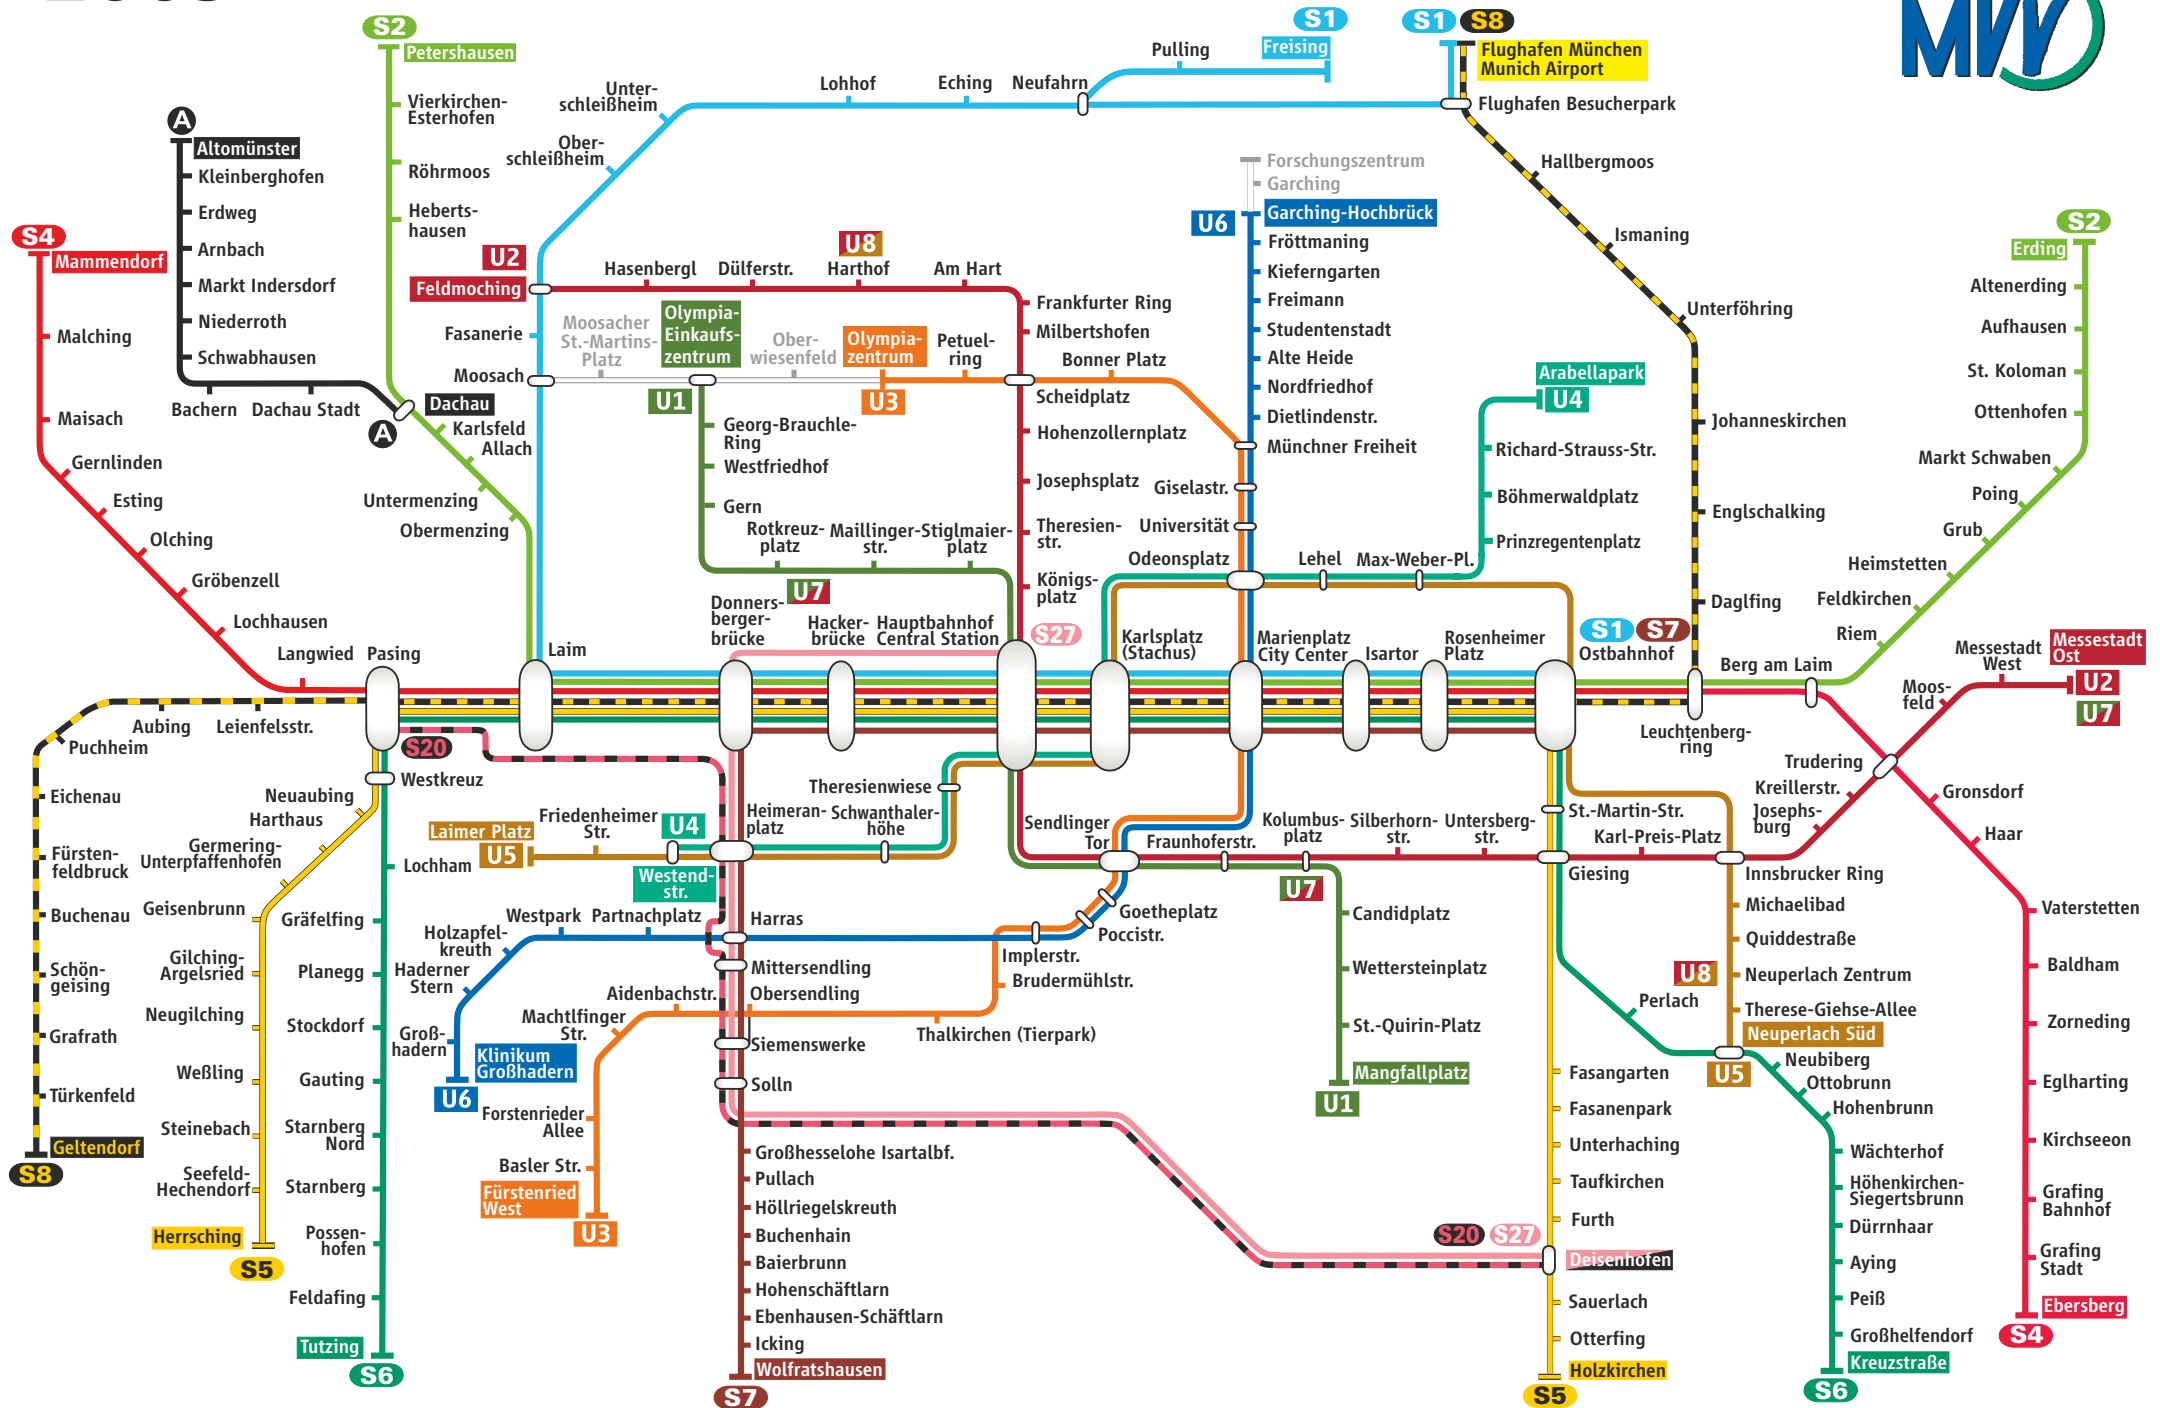 S2
Petershausen
Vierkirchen-
Esterhofen
Röhrmoos
Heberts-
hausen
A
Altomünster
Kleinberghofen
Erdweg
Arnbach
Markt Indersdorf
Niederroth
Schwabhausen
Bachern
Dachau Stadt
A
Dachau
Karlsfeld
Allach
Untermenzing
Obermenzing
S4
Mammendorf
Malching
Maisach
Gernlinden
Esting
Olching
Gröbenzell
Lochhausen
Langwied
Pasing
Unter-
schleißheim
Ober-
schleißheim
Lohhof
Eching
Neufahrn
Pulling
S1
Freising
S1
S8
Flughafen München
Munich Airport
Flughafen Besucherpark
MVV
Hallbergmoos
Ismaning
Unterföhring
Johanneskirchen
Englschalking
Daglfing
U2
Feldmoching
Fasanerie
Moosach
Hasenbergl
Dülferstr.
U8
Harthof
Am Hart
Frankfurter Ring
Milbertshofen
Moosacher
St.-Martins-
Platz
Olympia-
Einkaufs-
zentrum
U1
Ober-
wiesenfeld
Olympia-
zentrum
U3
Petuel-
ring
Bonner Platz
Scheidplatz
Hohenzollernplatz
Josephsplatz
Theresien-
str.
Königs-
platz
Georg-Brauchle-
Ring
Westfriedhof
Gern
Rotkreuz-
platz
Maillinger-
str.
Stiglmaier-
platz
U7
Forschungszentrum
Garching
U6
Garching-Hochbrück
Fröttmaning
Kieferngarten
Freimann
Studentenstadt
Alte Heide
Nordfriedhof
Dietlindenstr.
Münchner Freiheit
Giselastr.
Universität
Odeonsplatz
Lehel
Max-Weber-Pl.
Arabellapark
U4
Richard-Strauss-Str.
Böhmerwaldplatz
Prinzregentenplatz
S2
Erding
Altenerding
Aufhausen
St. Koloman
Ottenhofen
Markt Schwaben
Poing
Grub
Heimstetten
Feldkirchen
Riem
Laim
Donners-
berger-
brücke
Hacker-
brücke
Hauptbahnhof
Central Station
S27
Karlsplatz
(Stachus)
Marienplatz
City Center
Isartor
Rosenheimer
Platz
S1
S7
Ostbahnhof
Leuchtenberg-
ring
Berg am Laim
Messestadt
West
Messestadt
Ost
U2
U7
Moos-
feld
Trudering
Kreillerstr.
Josephs-
burg
Gronsdorf
Haar
Vaterstetten
Baldham
Zorneding
Eglharting
Kirchseeon
Grafing
Bahnhof
Grafing
Stadt
Ebersberg
S4
Aubing
Leienfelsstr.
Puchheim
Eichenau
Fürsten-
feldbruck
Buchenau
Schön-
geising
Grafrath
Türkenfeld
Geltendorf
S8
S20
Westkreuz
Neuaubing
Harthaus
Germering-
Unterpfaffenhofen
Geisenbrunn
Gilching-
Argelsried
Neugilching
Weßling
Steinebach
Seefeld-
Hechendorf
Herrsching
S5
Lochham
Gräfelfing
Planegg
Stockdorf
Gauting
Starnberg
Nord
Starnberg
Possen-
hofen
Feldafing
Tutzing
S6
Laimer Platz
U5
Friedenheimer
Str.
U4
Westend-
str.
Heimeran-
platz
Schwanthaler-
höhe
Theresienwiese
Sendlinger
Tor
Fraunhoferstr.
Kolumbus-
platz
U7
Silberhorn-
str.
Untersberg-
str.
St.-Martin-Str.
Karl-Preis-Platz
Giesing
Innsbrucker Ring
Michaelibad
Quiddestraße
U8
Neuperlach Zentrum
Therese-Giehse-Allee
Neuperlach Süd
U5
Perlach
Neubiberg
Ottobrunn
Hohenbrunn
Wächterhof
Höhenkirchen-
Siegertsbrunn
Dürrnhaar
Aying
Peiß
Großhelfendorf
Kreuzstraße
S6
Holzapfel-
kreuth
Westpark
Partnachplatz
Harras
Haderner
Stern
Groß-
hadern
Klinikum
Großhadern
U6
Mittersendling
Obersendling
Siemenswerke
Solln
Aidenbachstr.
Machtlfinger
Str.
Forstenrieder
Allee
Basler Str.
Fürstenried
West
U3
Goetheplatz
Poccistr.
Implerstr.
Brudermühlstr.
Thalkirchen (Tierpark)
Candidplatz
Wettersteinplatz
St.-Quirin-Platz
Mangfallplatz
U1
Großhesselohe Isartalbf.
Pullach
Höllriegelskreuth
Buchenhain
Baierbrunn
Hohenschäftlarn
Ebenhausen-Schäftlarn
Icking
Wolfratshausen
S7
Fasangarten
Fasanenpark
Unterhaching
Taufkirchen
Furth
S20
S27
Deisenhofen
Sauerlach
Otterfing
Holzkirchen
S5